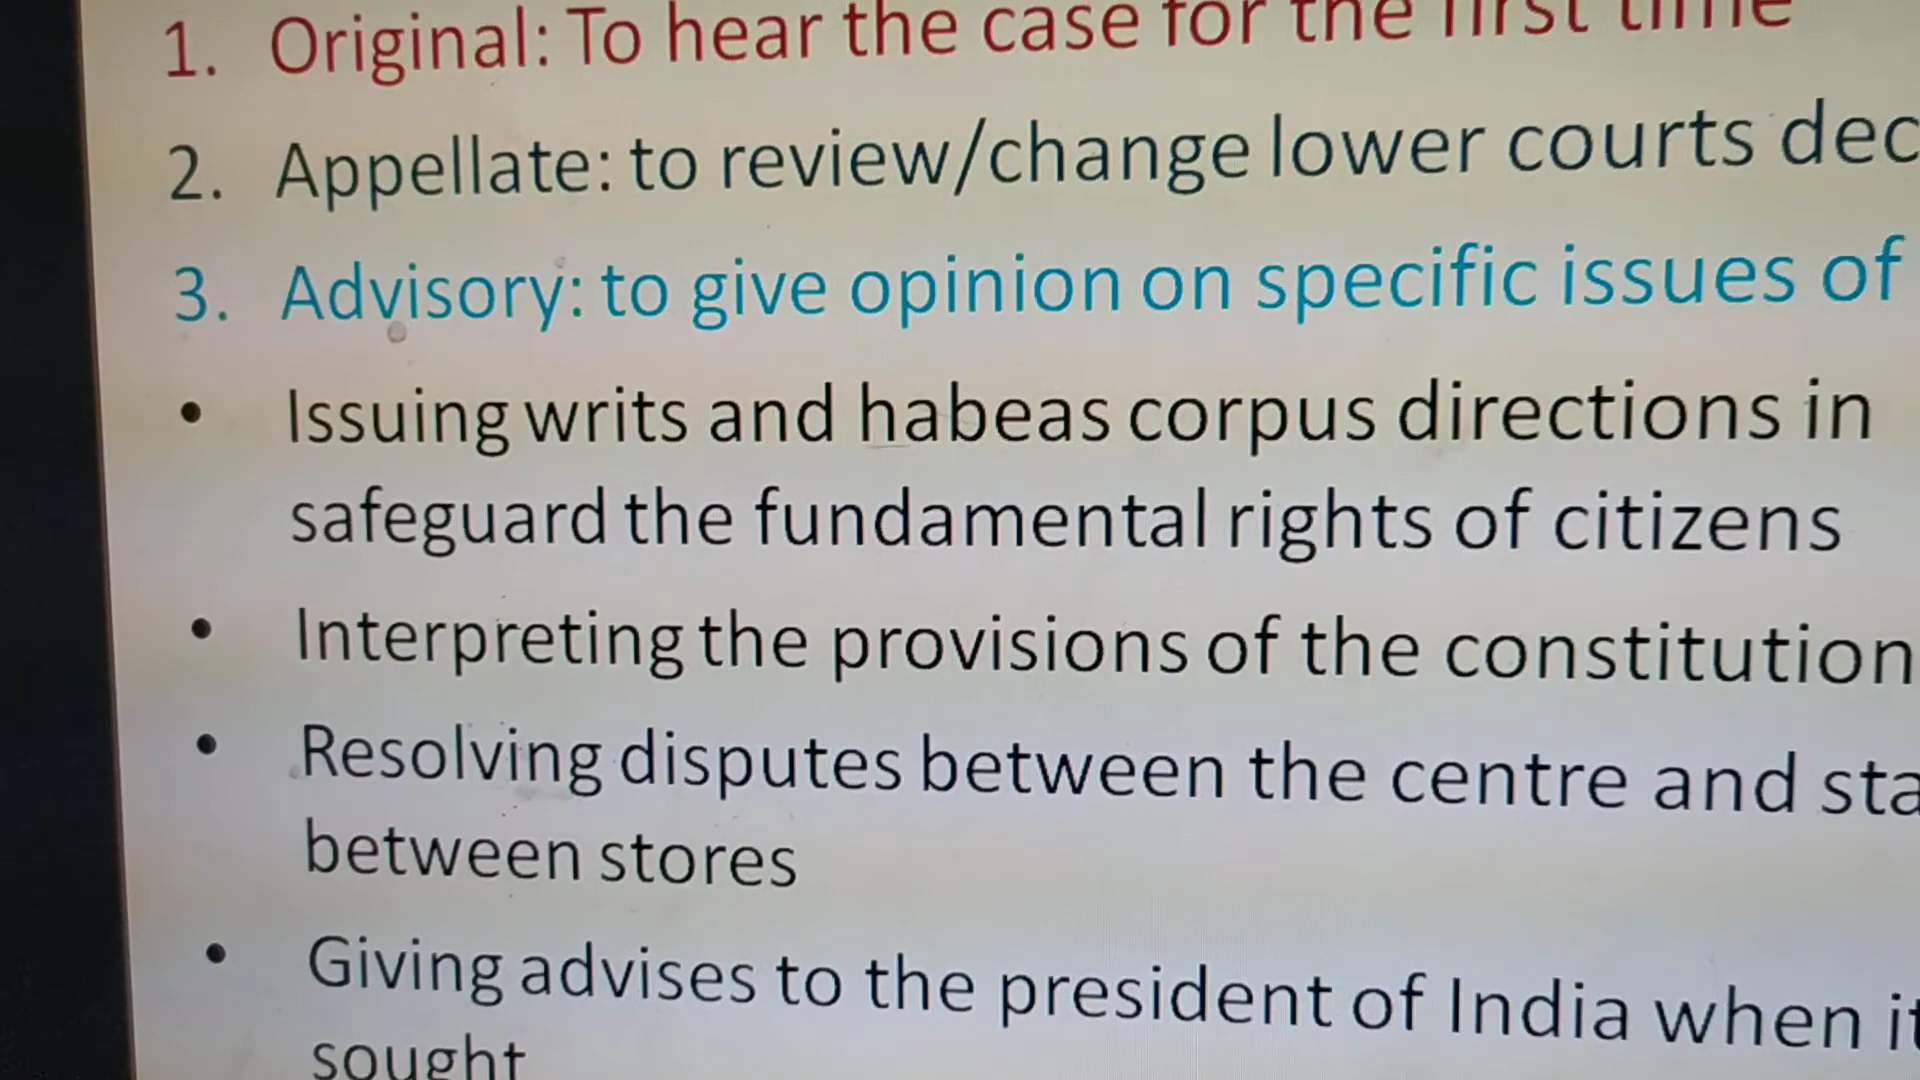 1. Original: To hear the case for the first time
2. Appellate: to review/change lower courts
3. Advisory: to give opinion on specific issues of
• Issuing writs and habeas corpus directions in
safeguard the fundamental rights of citizens
• Interpreting the provisions of the constitution
• Resolving disputes between the centre and
between stores
• Giving advises to the president of India when
sought